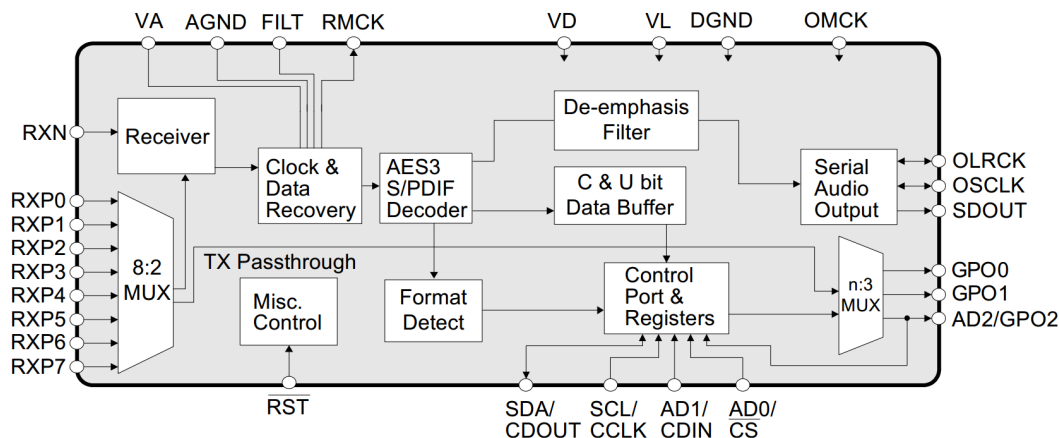 VA
AGND
FILT
RMCK
VD
VL
DGND
OMCK
RXN
Receiver
Clock &
Data
Recovery
AES3
S/PDIF
Decoder
De-emphasis
Filter
C & U bit
Data Buffer
Serial
Audio
Output
OLRCK
OSCLK
SDOUT
RXP0
RXP1
RXP2
RXP3
RXP4
RXP5
RXP6
RXP7
8:2
MUX
TX Passthrough
Misc.
Control
Format
Detect
Control
Port &
Registers
n:3
MUX
GPO0
GPO1
AD2/GPO2
RST
SDA/
CDOUT
SCL/
CCLK
AD1/
CDIN
AD0/
CS